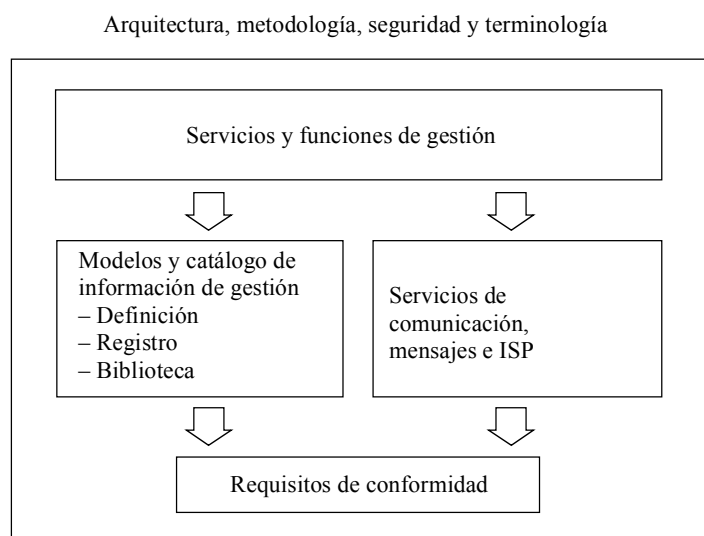 Arquitectura, metodología, seguridad y terminología
Servicios y funciones de gestión
Modelos y catálogo de
información de gestión
– Definición
– Registro
– Biblioteca
Servicios de
comunicación,
mensajes e ISP
Requisitos de conformidad